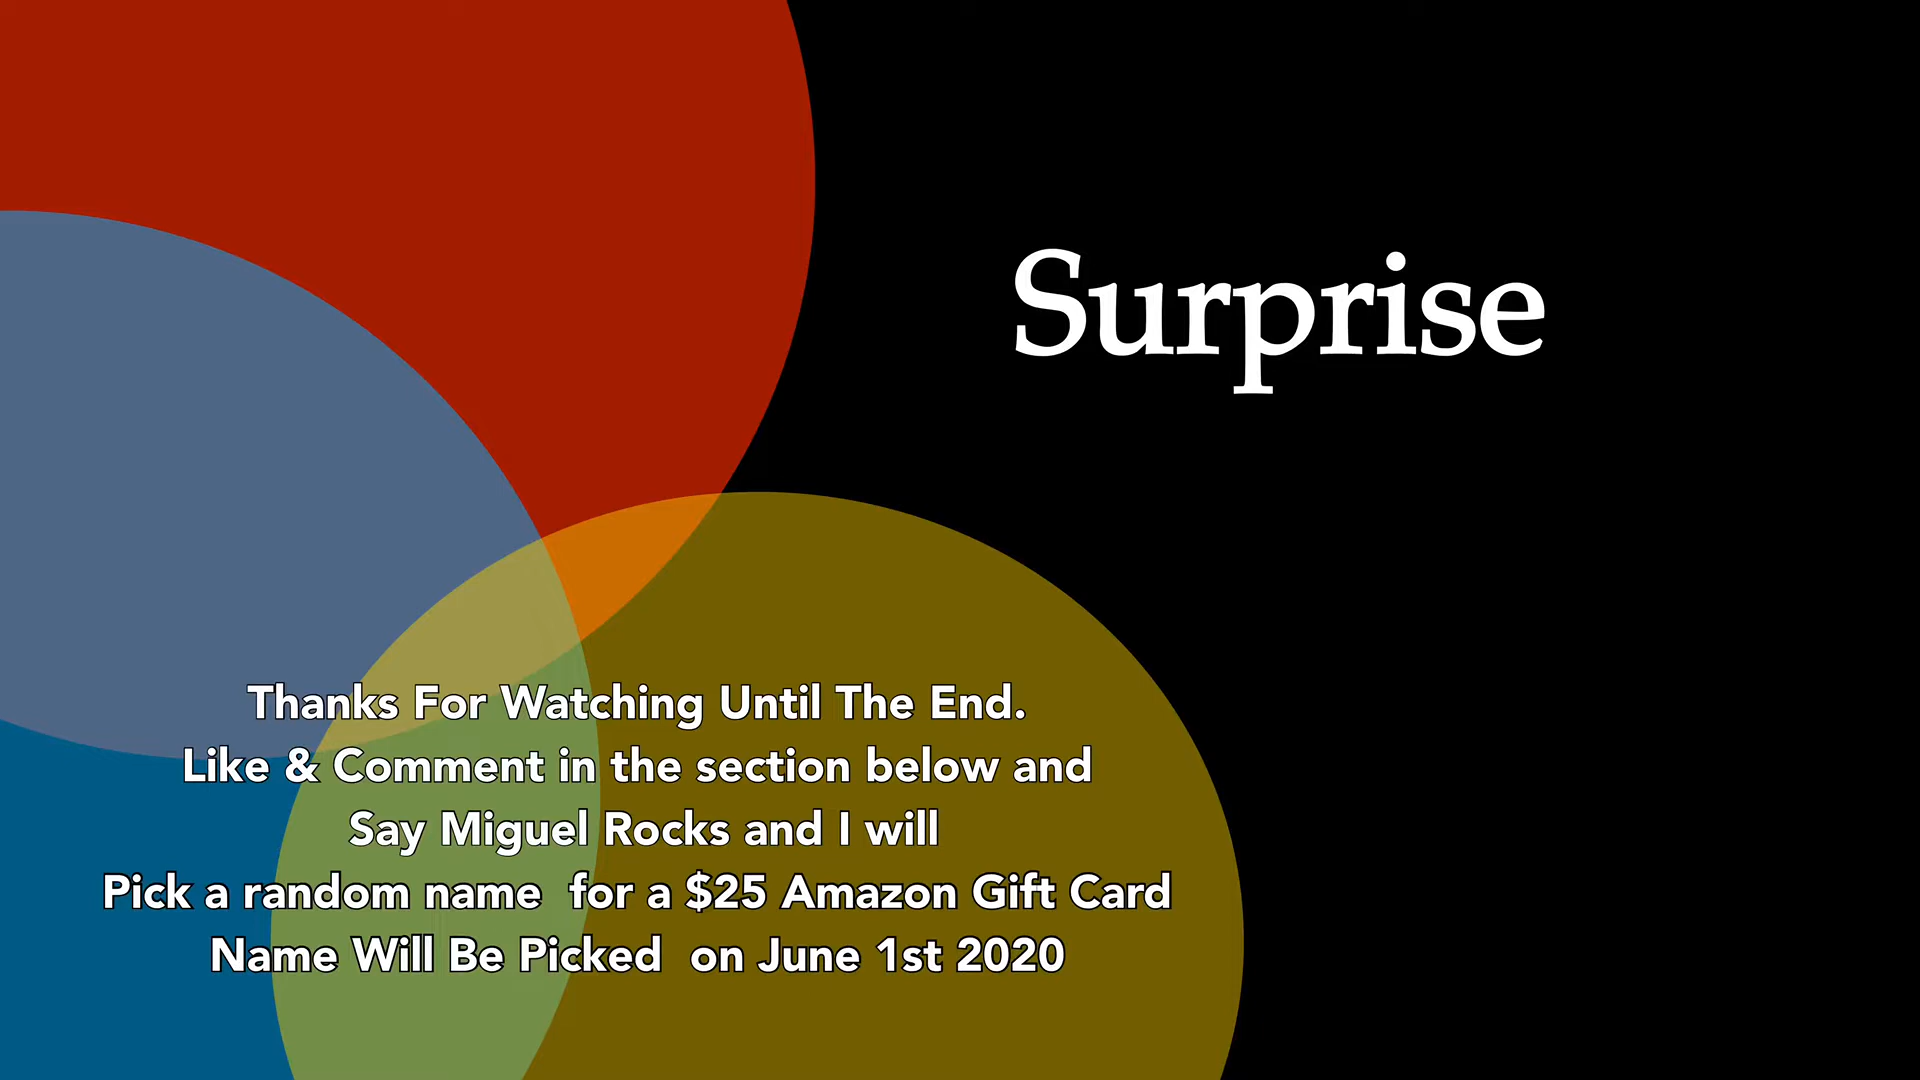 Surprise
Thanks For Watching Until The End.
Like & Comment in the section below and
Say Miguel Rocks and I will
Pick a random name  for a $25 Amazon Gift Card
Name Will Be Picked  on June 1st 2020